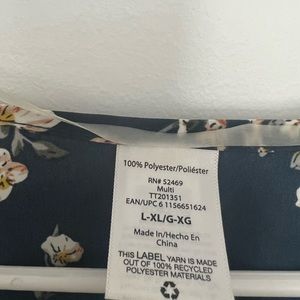 100% Polyester/Poliéster
RN# 52469
Multi
TT201351
EAN/UPC 6 1156651624
L-XL/G-XG
Made In/Hecho En
China
THIS LABEL YARN IS MADE
OUT OF 100% RECYCLED
POLYESTER MATERIALS